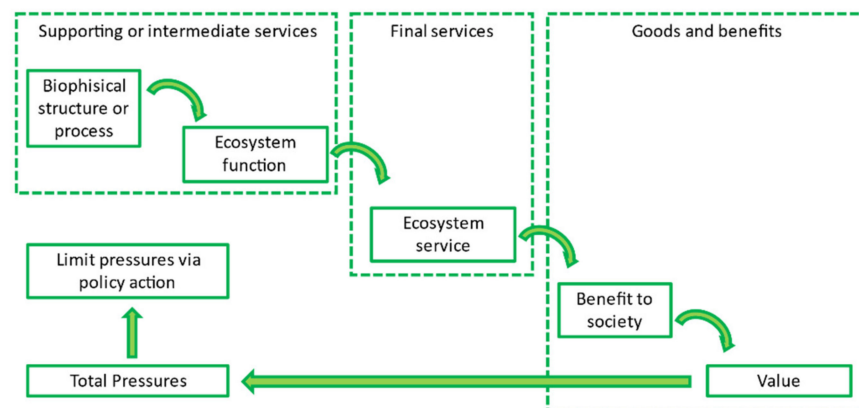 Supporting or intermediate services
Final services
Goods and benefits
Biophisical
structure or
process
Ecosystem
function
Ecosystem
service
Limit pressures via
policy action
Benefit to
society
Total Pressures
Value